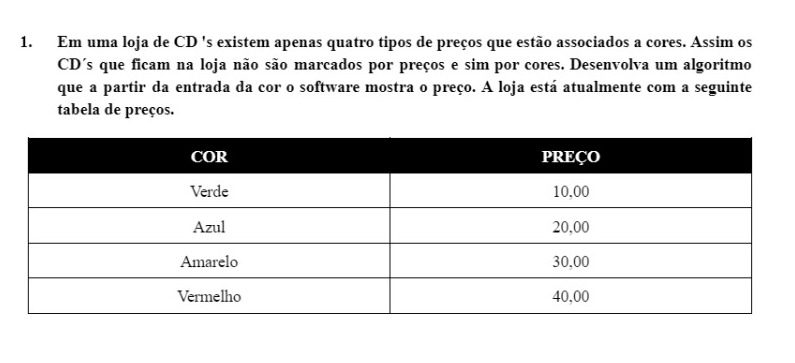 1. Em uma loja de CD 's existem apenas quatro tipos de preços que estão associados a cores. Assim os
CD´s que ficam na loja não são marcados por preços e sim por cores. Desenvolva um algoritmo
que a partir da entrada da cor o software mostra o preço. A loja está atualmente com a seguinte
tabela de preços.
COR PREÇO
Verde 10,00
Azul 20,00
Amarelo 30,00
Vermelho 40,00